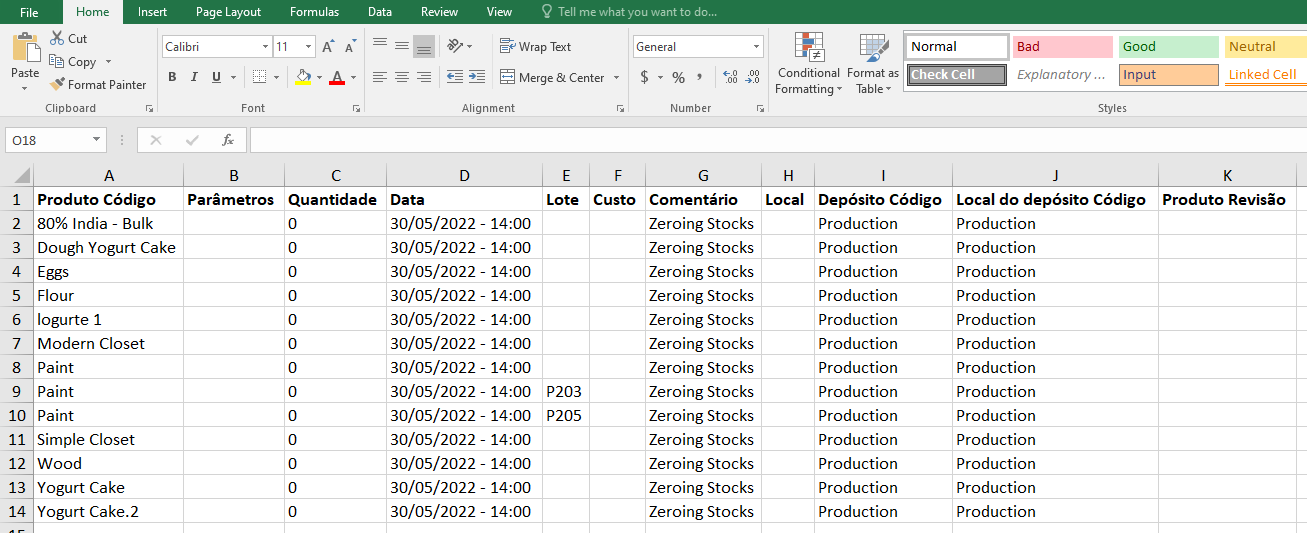 File Home Insert Page Layout Formulas Data Review View Tell me what you want to do...
Cut
Copy
Format Painter
Paste
Clipboard
Calibri 11
B I U
Font
Wrap Text
Merge & Center
Alignment
General
$ % ,
Number
Conditional Formatting
Format as Table
Normal Bad Good Neutral
Check Cell Explanatory ... Input Linked Cell
Styles
O18 fx
A B C D E F G H I J K
1 Produto Código Parâmetros Quantidade Data Lote Custo Comentário Local Depósito Código Local do depósito Código Produto Revisão
2 80% India - Bulk 0 30/05/2022 - 14:00 Zeroing Stocks Production Production
3 Dough Yogurt Cake 0 30/05/2022 - 14:00 Zeroing Stocks Production Production
4 Eggs 0 30/05/2022 - 14:00 Zeroing Stocks Production Production
5 Flour 0 30/05/2022 - 14:00 Zeroing Stocks Production Production
6 Iogurte 1 0 30/05/2022 - 14:00 Zeroing Stocks Production Production
7 Modern Closet 0 30/05/2022 - 14:00 Zeroing Stocks Production Production
8 Paint 0 30/05/2022 - 14:00 Zeroing Stocks Production Production
9 Paint 0 30/05/2022 - 14:00 P203 Zeroing Stocks Production Production
10 Paint 0 30/05/2022 - 14:00 P205 Zeroing Stocks Production Production
11 Simple Closet 0 30/05/2022 - 14:00 Zeroing Stocks Production Production
12 Wood 0 30/05/2022 - 14:00 Zeroing Stocks Production Production
13 Yogurt Cake 0 30/05/2022 - 14:00 Zeroing Stocks Production Production
14 Yogurt Cake.2 0 30/05/2022 - 14:00 Zeroing Stocks Production Production